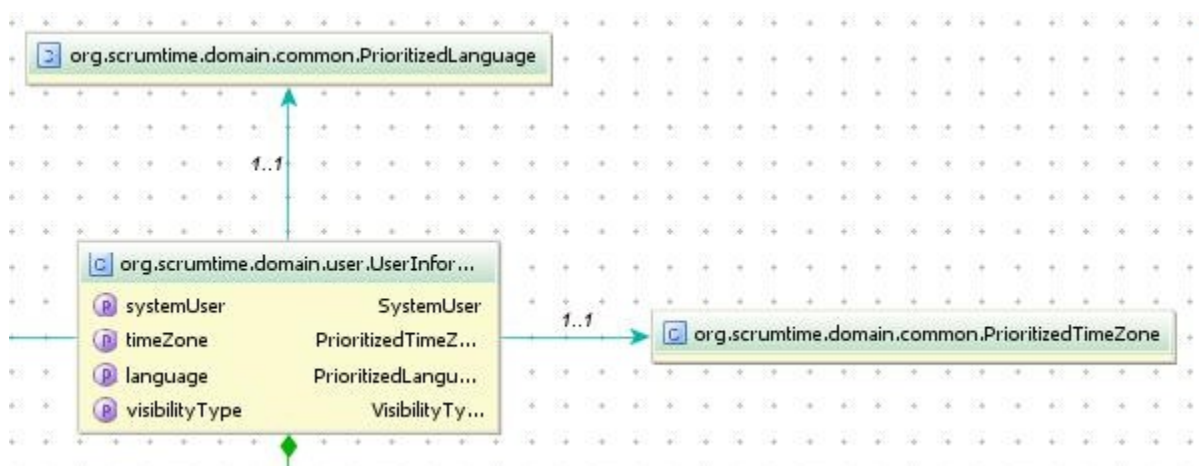 C org.scrumtime.domain.common.PrioritizedLanguage
1..1
C org.scrumtime.domain.user.UserInfor...
P systemUser SystemUser
P timeZone PrioritizedTimeZ...
P language PrioritizedLangu...
P visibilityType VisibilityTy...
1..1
C org.scrumtime.domain.common.PrioritizedTimeZone